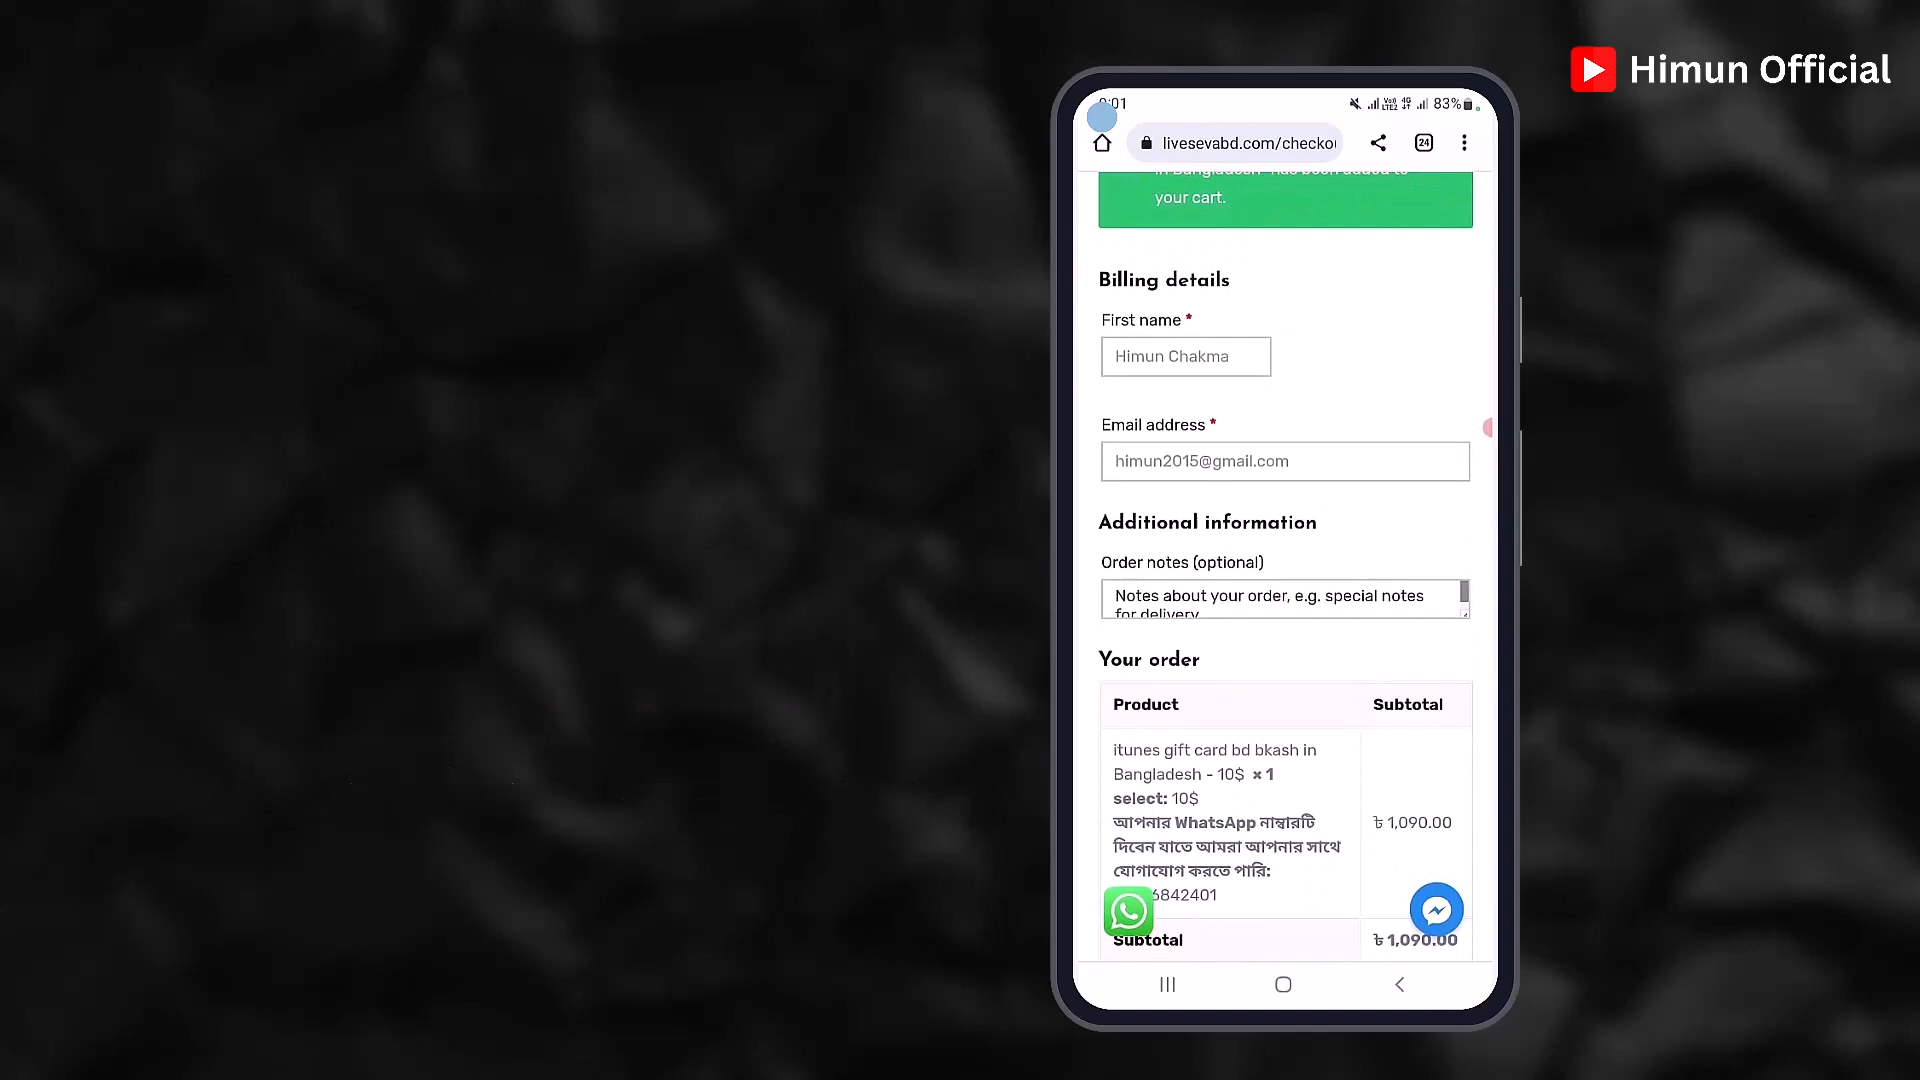 Himun Official
:01
83%
livesevabd.com/checkou
24
in Bangladesh" has been added to
your cart.
Billing details
First name *
Himun Chakma
Email address *
himun2015@gmail.com
Additional information
Order notes (optional)
Notes about your order, e.g. special notes
for delivery
Your order
Product Subtotal
itunes gift card bd bkash in
Bangladesh - 10$ × 1
select: 10$
আপনার WhatsApp নাম্বারটি
দিবেন যাতে আমরা আপনার সাথে
যোগাযোগ করতে পারি:
6842401
৳ 1,090.00
Subtotal ৳ 1,090.00